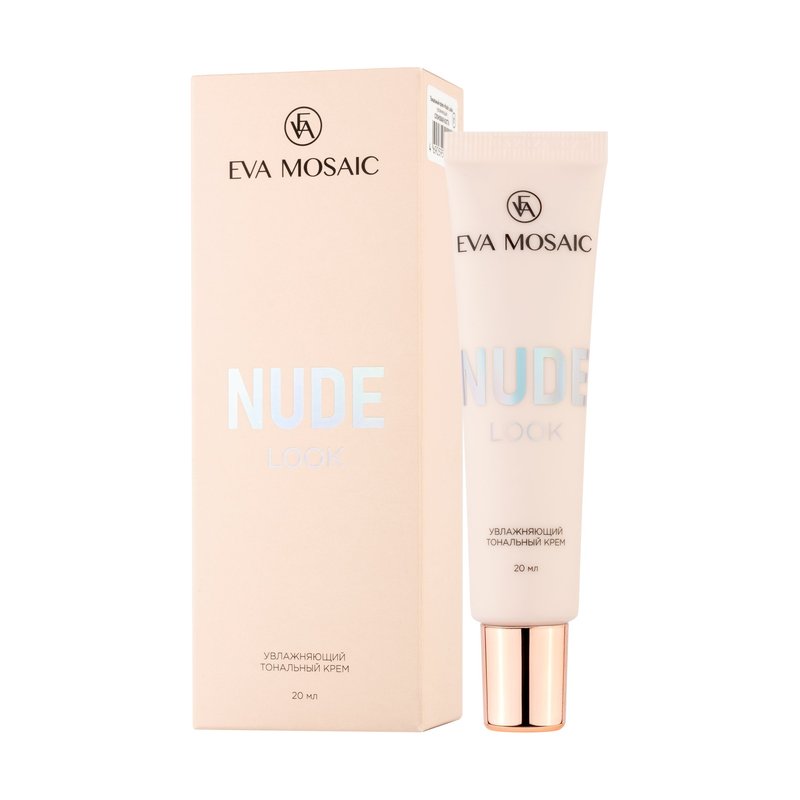 EVA MOSAIC
NUDE
LOOK
УВЛАЖНЯЮЩИЙ
ТОНАЛЬНЫЙ КРЕМ
20 мл
EVA MOSAIC
NUDE
LOOK
УВЛАЖНЯЮЩИЙ
ТОНАЛЬНЫЙ КРЕМ
20 мл